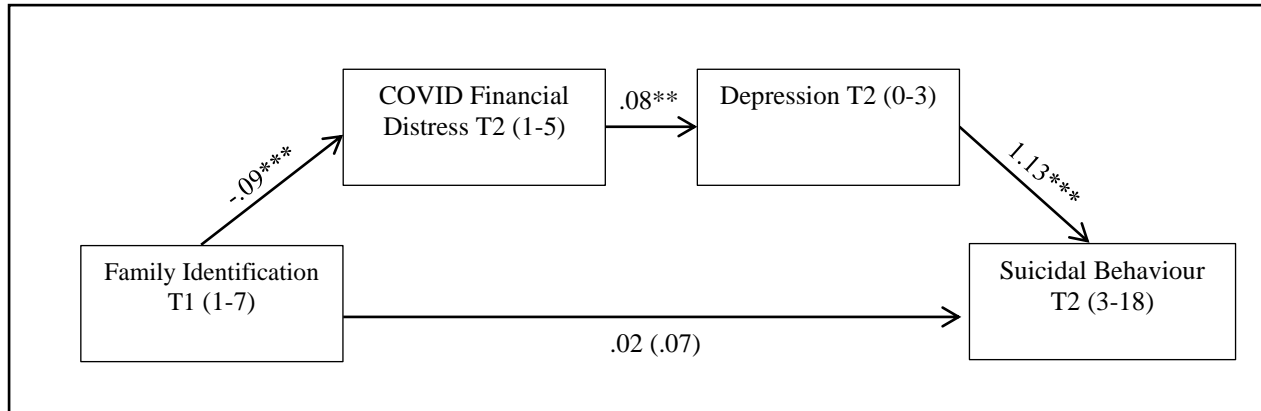 COVID Financial
Distress T2 (1-5)
.08**
Depression T2 (0-3)
-.09***
1.13***
Family Identification
T1 (1-7)
Suicidal Behaviour
T2 (3-18)
.02 (.07)